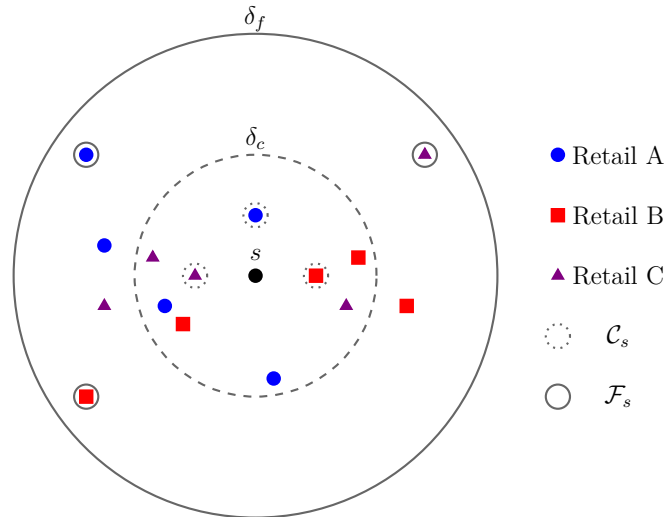 δ_f
δ_c
s
Retail A
Retail B
Retail C
𝒞_s
ℱ_s